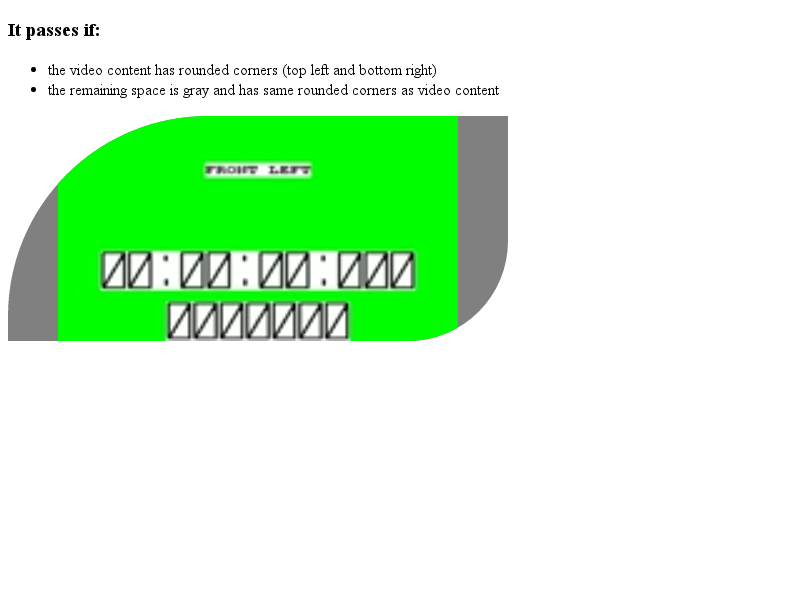 It passes if:
the video content has rounded corners (top left and bottom right)
the remaining space is gray and has same rounded corners as video content
FRONT LEFT
00:00:00:000
0000000